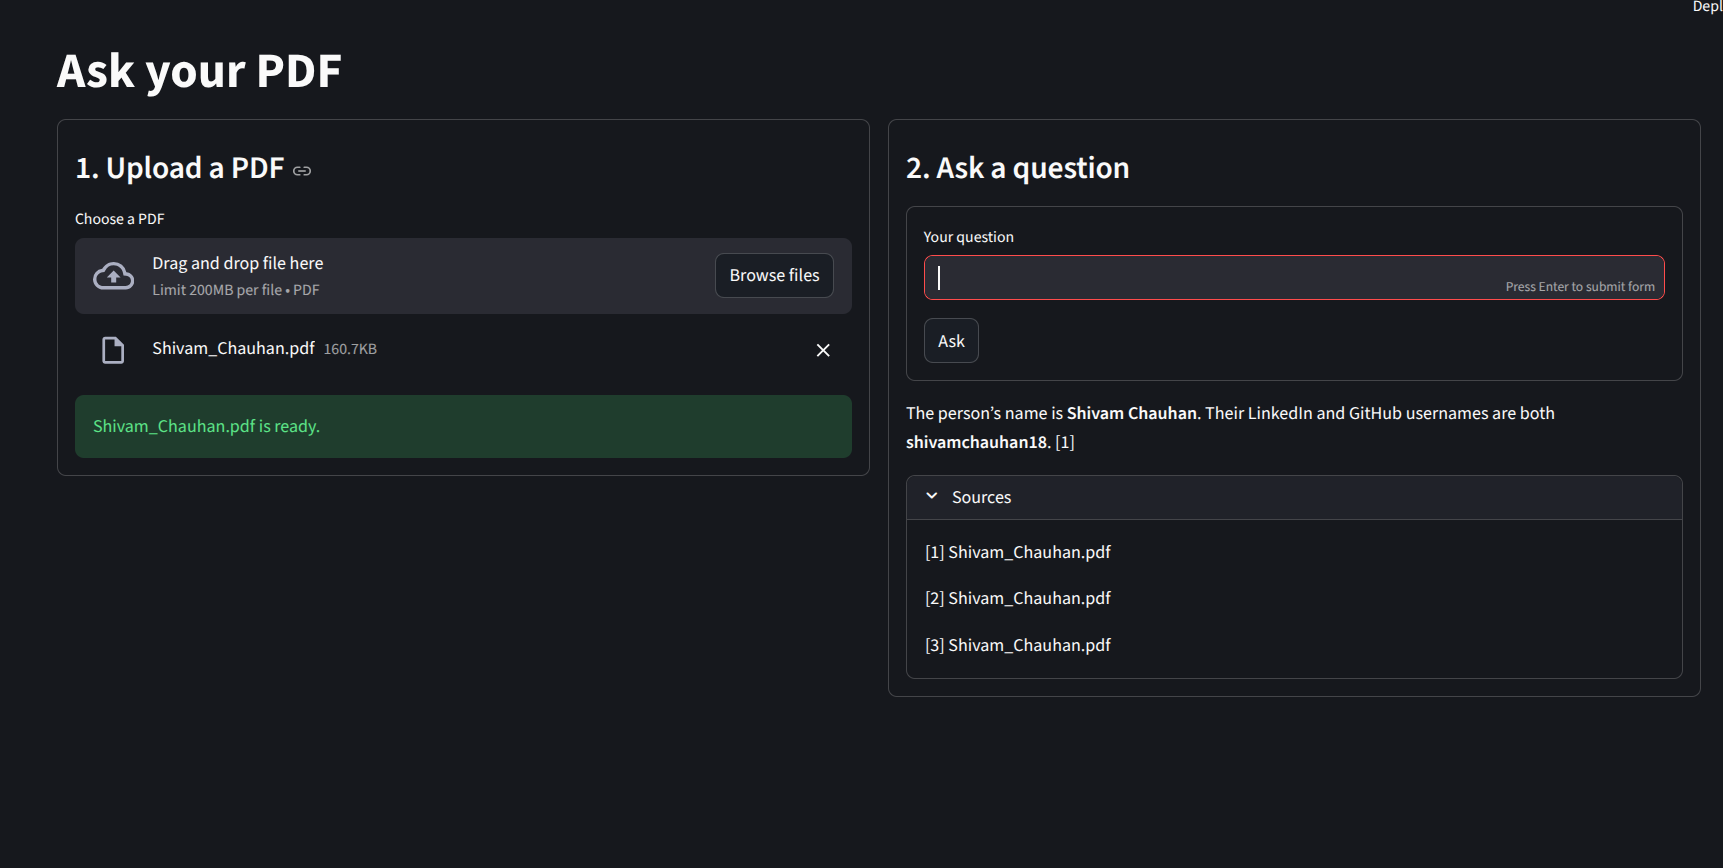 Depl
Ask your PDF
1. Upload a PDF
Choose a PDF
Drag and drop file here
Limit 200MB per file • PDF
Browse files
Shivam_Chauhan.pdf 160.7KB
Shivam_Chauhan.pdf is ready.
2. Ask a question
Your question
Press Enter to submit form
Ask
The person’s name is Shivam Chauhan. Their LinkedIn and GitHub usernames are both
shivamchauhan18. [1]
Sources
[1] Shivam_Chauhan.pdf
[2] Shivam_Chauhan.pdf
[3] Shivam_Chauhan.pdf